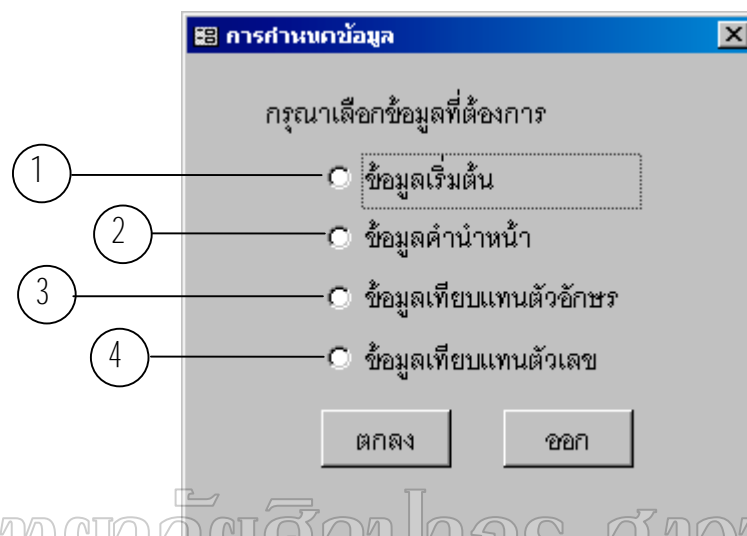 การกำหนดข้อมูล
กรุณาเลือกข้อมูลที่ต้องการ
1 ข้อมูลเริ่มต้น
2 ข้อมูลคำนำหน้า
3 ข้อมูลเทียบแทนตัวอักษร
4 ข้อมูลเทียบแทนตัวเลข
ตกลง ออก